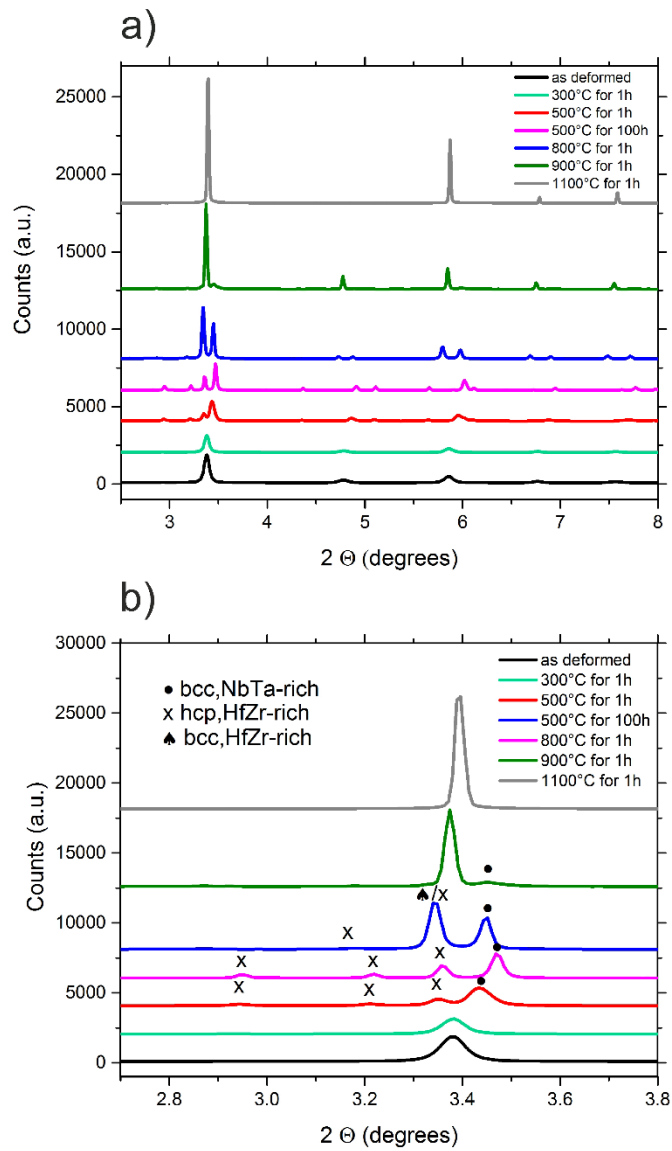 a)
25000
20000
15000
10000
5000
0
Counts (a.u.)
as deformed
300°C for 1h
500°C for 1h
500°C for 100h
800°C for 1h
900°C for 1h
1100°C for 1h
3 4 5 6 7 8
2 Θ (degrees)
b)
30000
25000
20000
15000
10000
5000
0
Counts (a.u.)
• bcc,NbTa-rich
x hcp,HfZr-rich
♠ bcc,HfZr-rich
as deformed
300°C for 1h
500°C for 1h
500°C for 100h
800°C for 1h
900°C for 1h
1100°C for 1h
•
♠/x •
x
x x x •
x x x •
2.8 3.0 3.2 3.4 3.6 3.8
2 Θ (degrees)